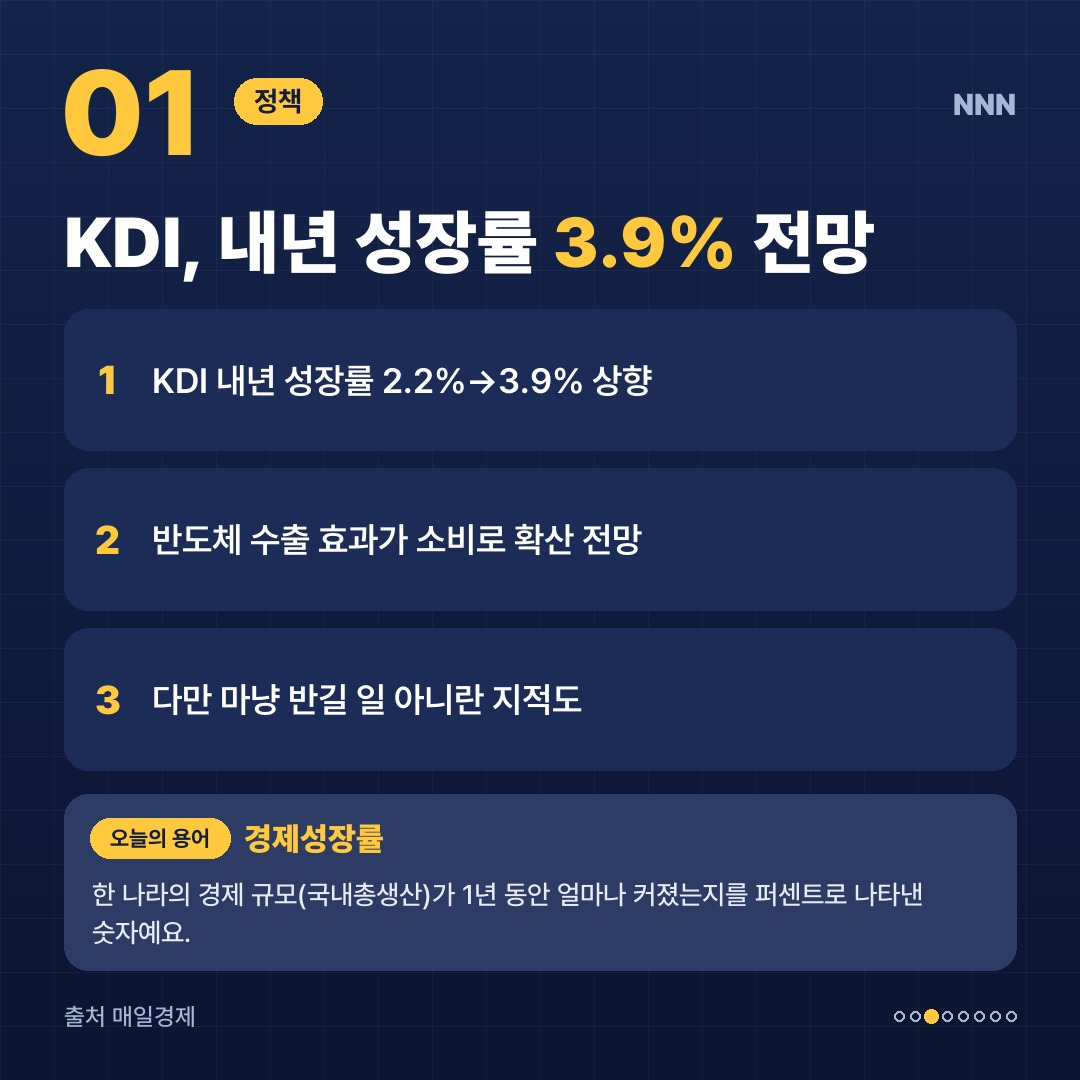 01 정책 NNN
KDI, 내년 성장률 3.9% 전망
1 KDI 내년 성장률 2.2%→3.9% 상향
2 반도체 수출 효과가 소비로 확산 전망
3 다만 마냥 반길 일 아니란 지적도
오늘의 용어 경제성장률
한 나라의 경제 규모(국내총생산)가 1년 동안 얼마나 커졌는지를 퍼센트로 나타낸
숫자예요.
출처 매일경제